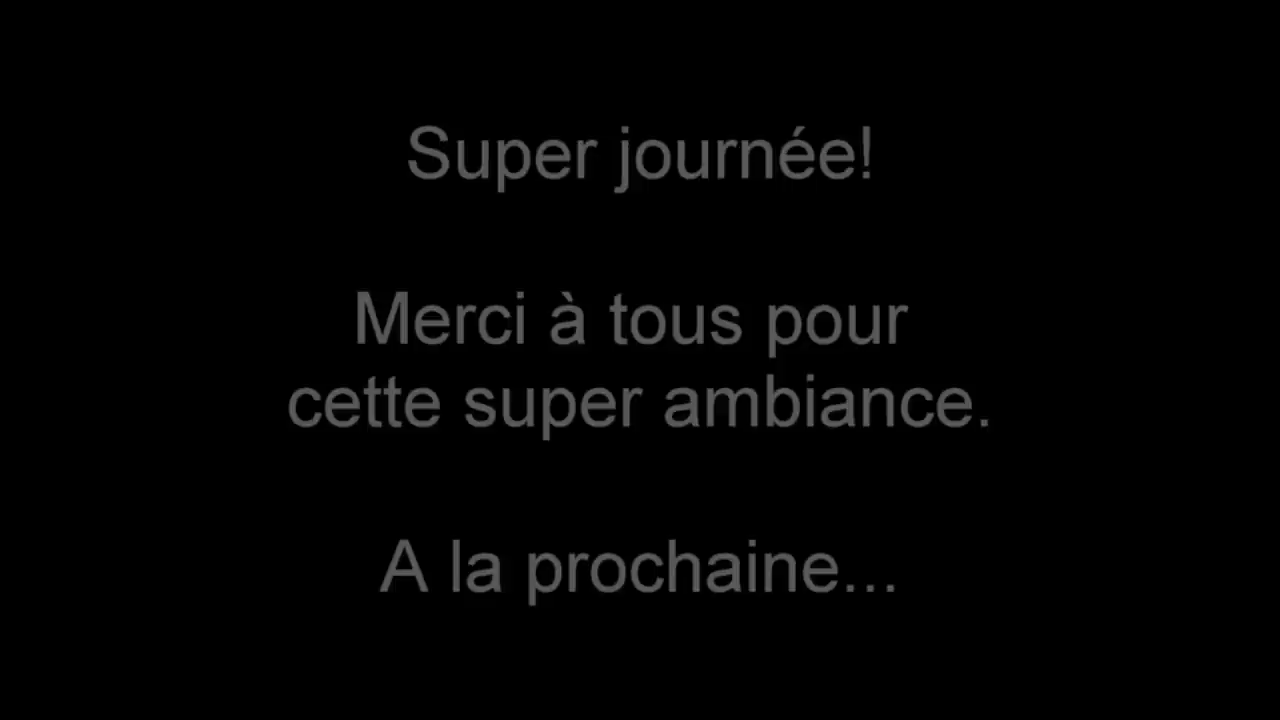 Super journée!
Merci à tous pour
cette super ambiance.
A la prochaine...